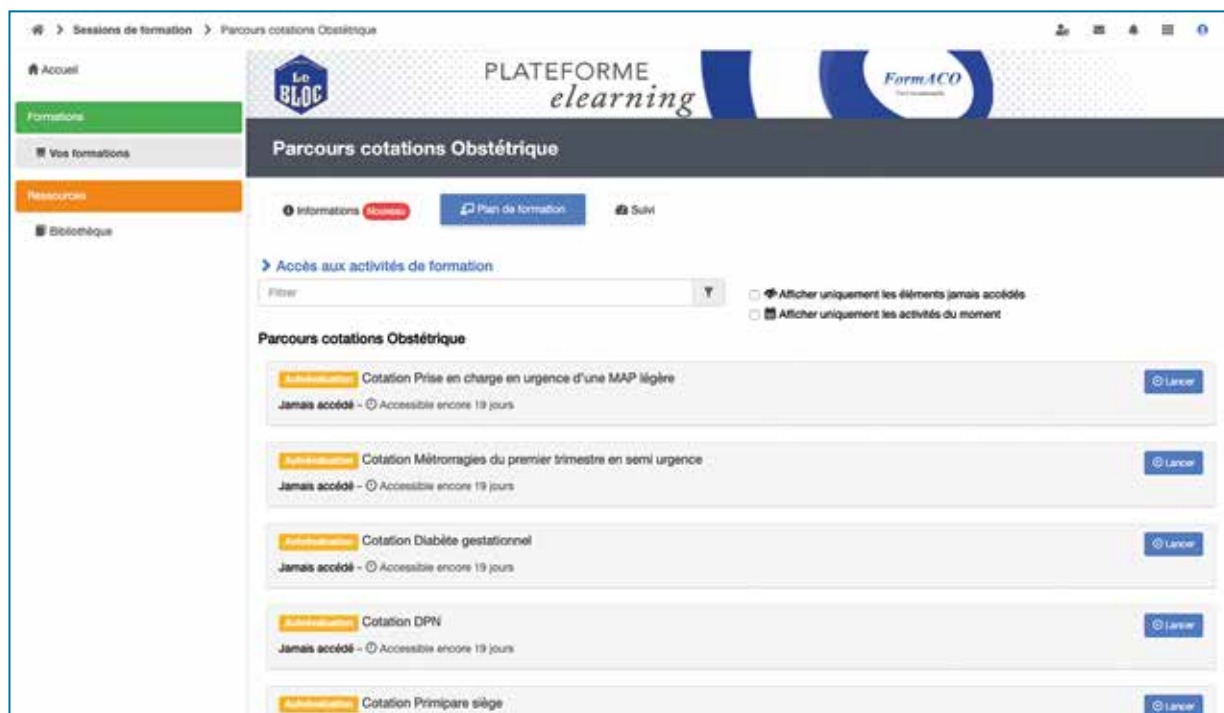 Sessions de formation > Parcours cotations Obstétrique
Accueil
Formations
Vos formations
Ressources
Bibliothèque
Le BLOC
PLATEFORME
elearning
FormACO
Parcours cotations Obstétrique
Informations Nouveau
Plan de formation
Suivi
> Accès aux activités de formation
Filtrer
Afficher uniquement les éléments jamais accédés
Afficher uniquement les activités du moment
Parcours cotations Obstétrique
Autoévaluation Cotation Prise en charge en urgence d'une MAP légère
Lancer
Jamais accédé – Accessible encore 19 jours
Autoévaluation Cotation Métrorragies du premier trimestre en semi urgence
Lancer
Jamais accédé – Accessible encore 19 jours
Autoévaluation Cotation Diabète gestationnel
Lancer
Jamais accédé – Accessible encore 19 jours
Autoévaluation Cotation DPN
Lancer
Jamais accédé – Accessible encore 19 jours
Autoévaluation Cotation Primipare siège
Lancer